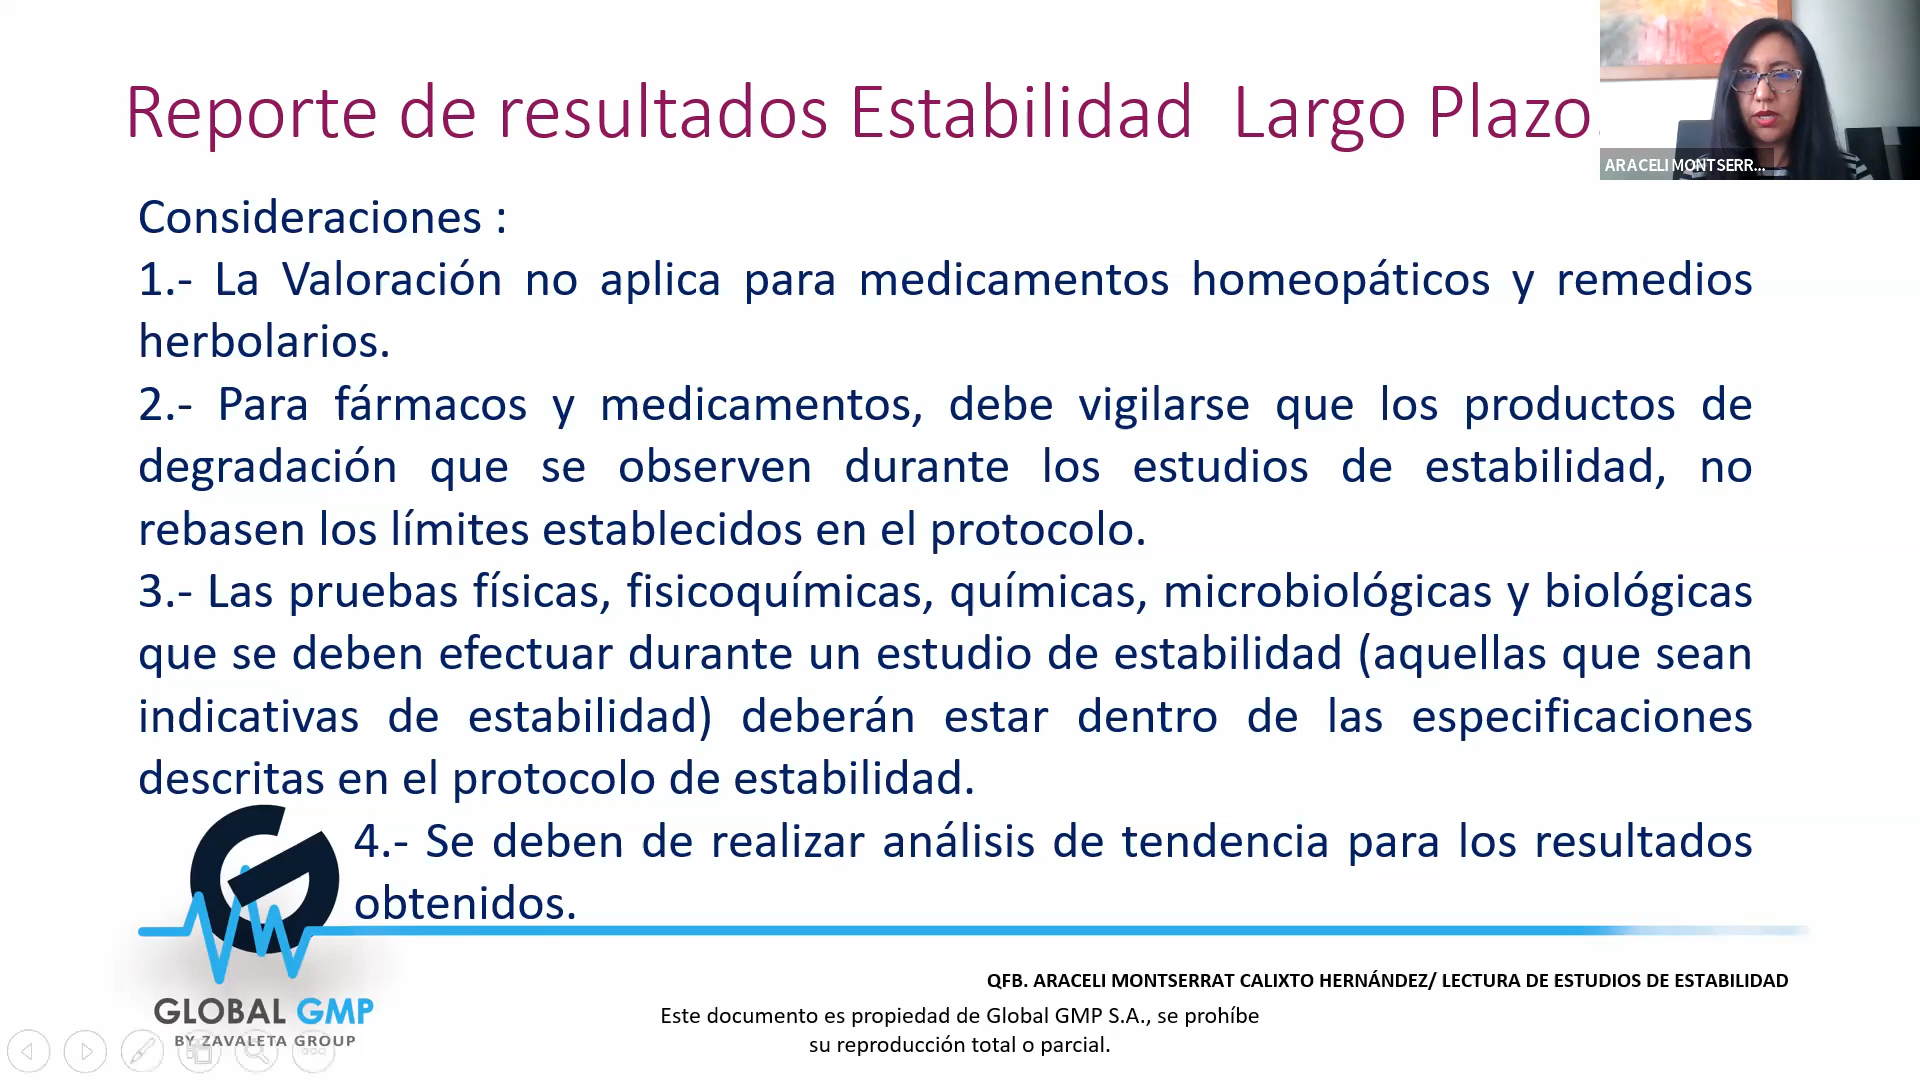 Reporte de resultados Estabilidad Largo Plazo.
ARACELI MONTSERR...
Consideraciones :
1.- La Valoración no aplica para medicamentos homeopáticos y remedios
herbolarios.
2.- Para fármacos y medicamentos, debe vigilarse que los productos de
degradación que se observen durante los estudios de estabilidad, no
rebasen los límites establecidos en el protocolo.
3.- Las pruebas físicas, fisicoquímicas, químicas, microbiológicas y biológicas
que se deben efectuar durante un estudio de estabilidad (aquellas que sean
indicativas de estabilidad) deberán estar dentro de las especificaciones
descritas en el protocolo de estabilidad.
4.- Se deben de realizar análisis de tendencia para los resultados
obtenidos.
QFB. ARACELI MONTSERRAT CALIXTO HERNÁNDEZ/ LECTURA DE ESTUDIOS DE ESTABILIDAD
GLOBAL GMP
BY ZAVALETA GROUP
Este documento es propiedad de Global GMP S.A., se prohíbe
su reproducción total o parcial.